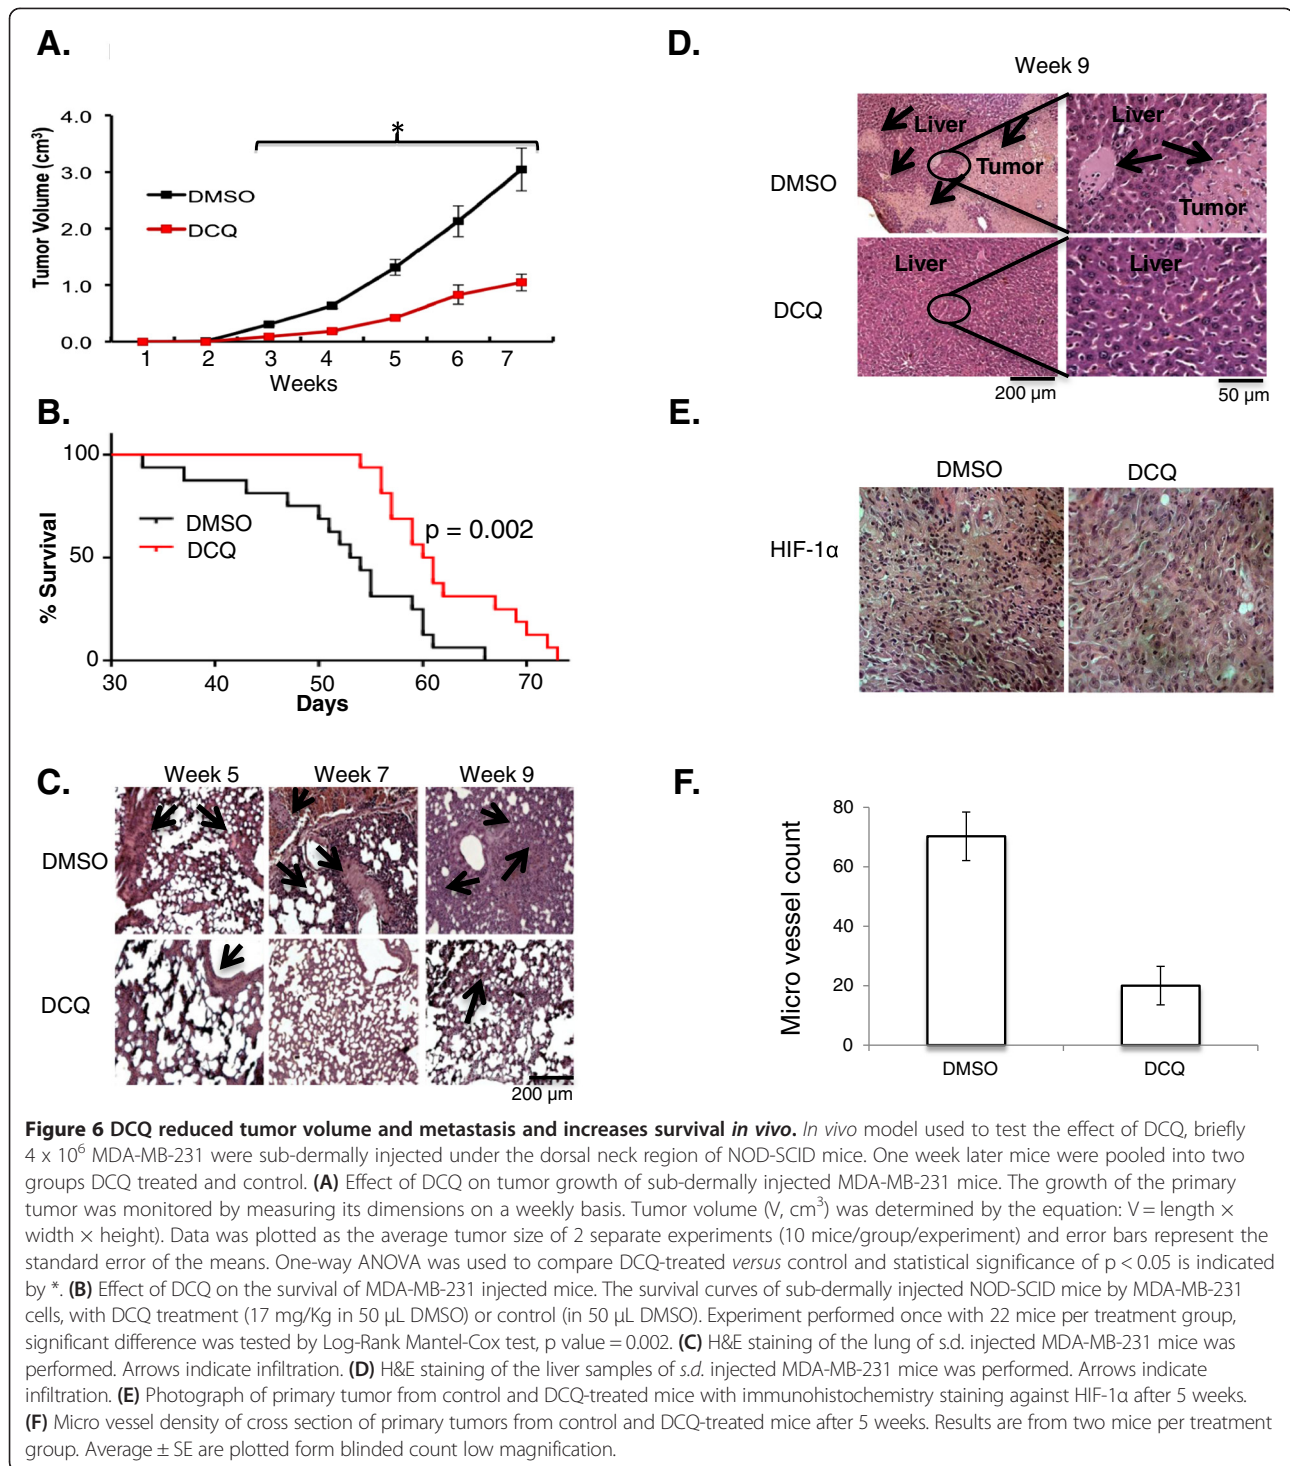 A.
Tumor Volume (cm³)
4.0
3.0
2.0
1.0
0.0
*
DMSO
DCQ
1 2 3 4 5 6 7
Weeks
B.
% Survival
100
50
0
DMSO
DCQ
p = 0.002
30 40 50 60 70
Days
C.
Week 5 Week 7 Week 9
DMSO
DCQ
200 µm
D.
Week 9
DMSO
Liver
Tumor
Liver
Tumor
DCQ
Liver
Liver
200 µm
50 µm
E.
DMSO DCQ
HIF-1α
F.
Micro vessel count
80
60
40
20
0
DMSO DCQ
Figure 6 DCQ reduced tumor volume and metastasis and increases survival in vivo. In vivo model used to test the effect of DCQ, briefly
4 x 10⁶ MDA-MB-231 were sub-dermally injected under the dorsal neck region of NOD-SCID mice. One week later mice were pooled into two
groups DCQ treated and control. (A) Effect of DCQ on tumor growth of sub-dermally injected MDA-MB-231 mice. The growth of the primary
tumor was monitored by measuring its dimensions on a weekly basis. Tumor volume (V, cm³) was determined by the equation: V = length ×
width × height). Data was plotted as the average tumor size of 2 separate experiments (10 mice/group/experiment) and error bars represent the
standard error of the means. One-way ANOVA was used to compare DCQ-treated versus control and statistical significance of p < 0.05 is indicated
by *. (B) Effect of DCQ on the survival of MDA-MB-231 injected mice. The survival curves of sub-dermally injected NOD-SCID mice by MDA-MB-231
cells, with DCQ treatment (17 mg/Kg in 50 µL DMSO) or control (in 50 µL DMSO). Experiment performed once with 22 mice per treatment group,
significant difference was tested by Log-Rank Mantel-Cox test, p value = 0.002. (C) H&E staining of the lung of s.d. injected MDA-MB-231 mice was
performed. Arrows indicate infiltration. (D) H&E staining of the liver samples of s.d. injected MDA-MB-231 mice was performed. Arrows indicate
infiltration. (E) Photograph of primary tumor from control and DCQ-treated mice with immunohistochemistry staining against HIF-1α after 5 weeks.
(F) Micro vessel density of cross section of primary tumors from control and DCQ-treated mice after 5 weeks. Results are from two mice per treatment
group. Average ± SE are plotted form blinded count low magnification.